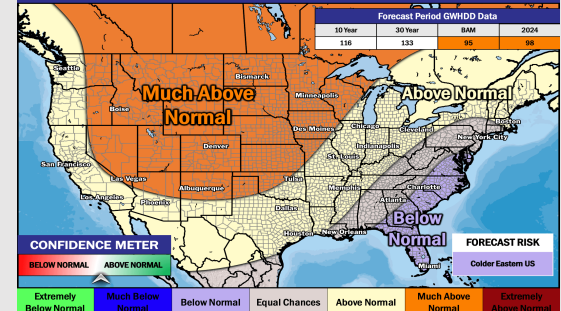 Forecast Period GWHDD Data
10 Year 30 Year BAM 2024
116 133 95 98
Seattle
Bismarck
Much Above
Normal
Above Normal
Minneapolis
Boise
Boston
Chicago
Cleveland
Des Moines
New York City
Denver
Indianapolis
St. Louis
San Francisco
Las Vegas
Tulsa
Albuquerque
Memphis
Charlotte
Los Angeles
Phoenix
Atlanta
Dallas
Below
Normal
Houston
New Orleans
Miami
CONFIDENCE METER
BELOW NORMAL ABOVE NORMAL
FORECAST RISK
Colder Eastern US
Extremely
Below Normal
Much Below
Normal
Below Normal
Equal Chances
Above Normal
Much Above
Normal
Extremely
Above Normal